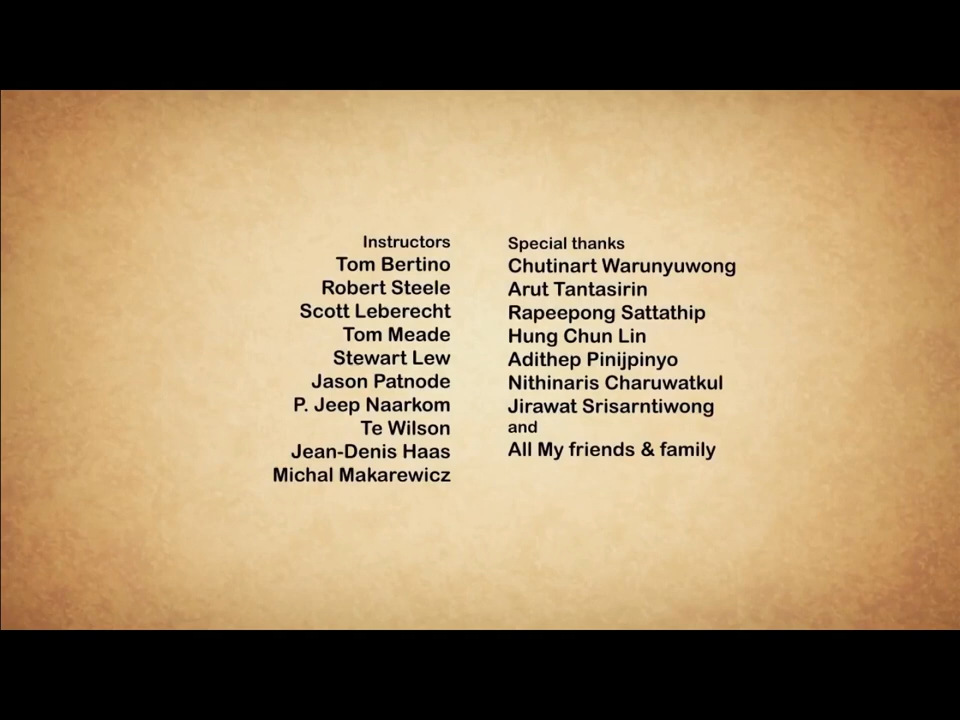 Instructors
Tom Bertino
Robert Steele
Scott Leberecht
Tom Meade
Stewart Lew
Jason Patnode
P. Jeep Naarkom
Te Wilson
Jean-Denis Haas
Michal Makarewicz
Special thanks
Chutinart Warunyuwong
Arut Tantasirin
Rapeepong Sattathip
Hung Chun Lin
Adithep Pinijpinyo
Nithinaris Charuwatkul
Jirawat Srisarntiwong
and
All My friends & family